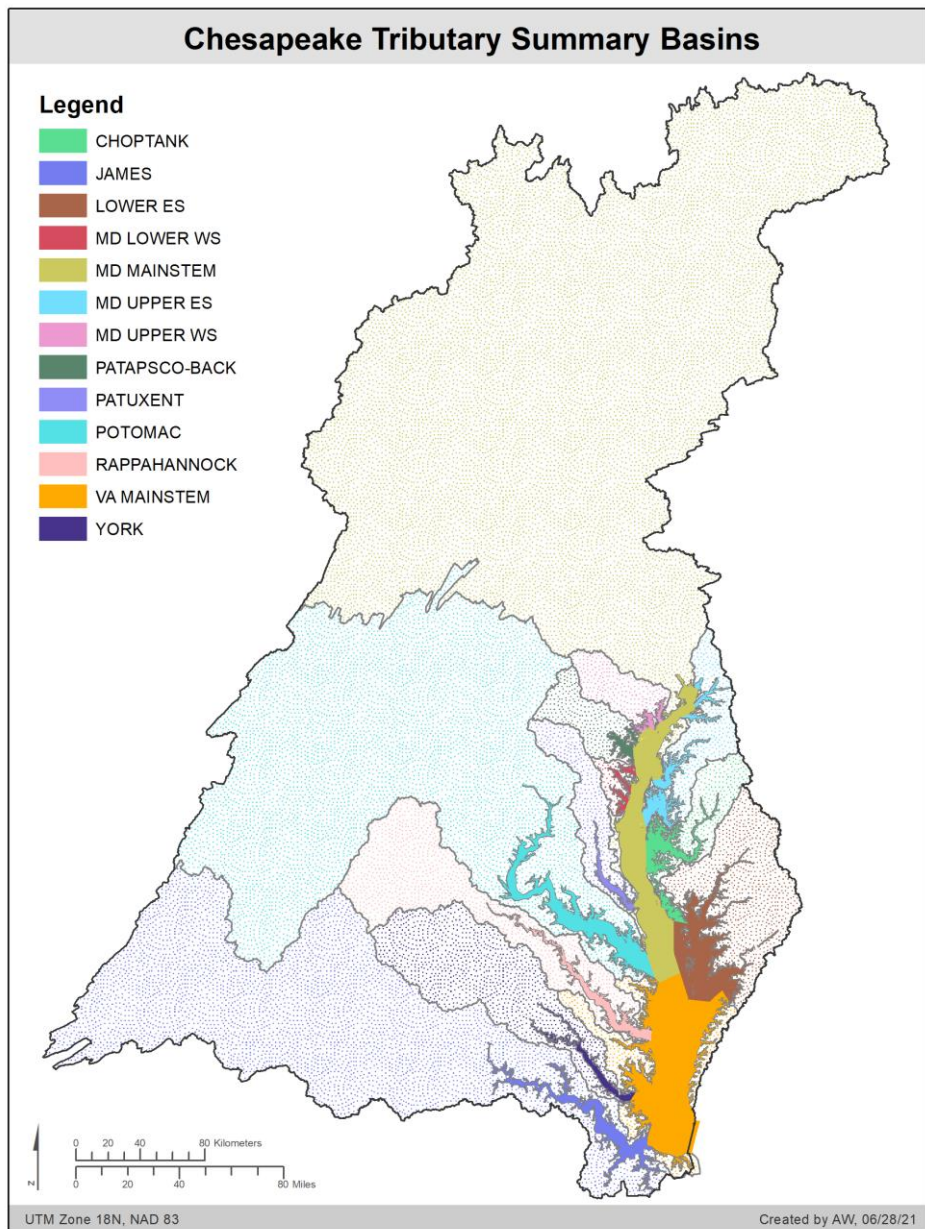 Chesapeake Tributary Summary Basins
Legend
CHOPTANK
JAMES
LOWER ES
MD LOWER WS
MD MAINSTEM
MD UPPER ES
MD UPPER WS
PATAPSCO-BACK
PATUXENT
POTOMAC
RAPPAHANNOCK
VA MAINSTEM
YORK
0 20 40 80 Kilometers
0 20 40 80 Miles
Z
UTM Zone 18N, NAD 83
Created by AW, 06/28/21